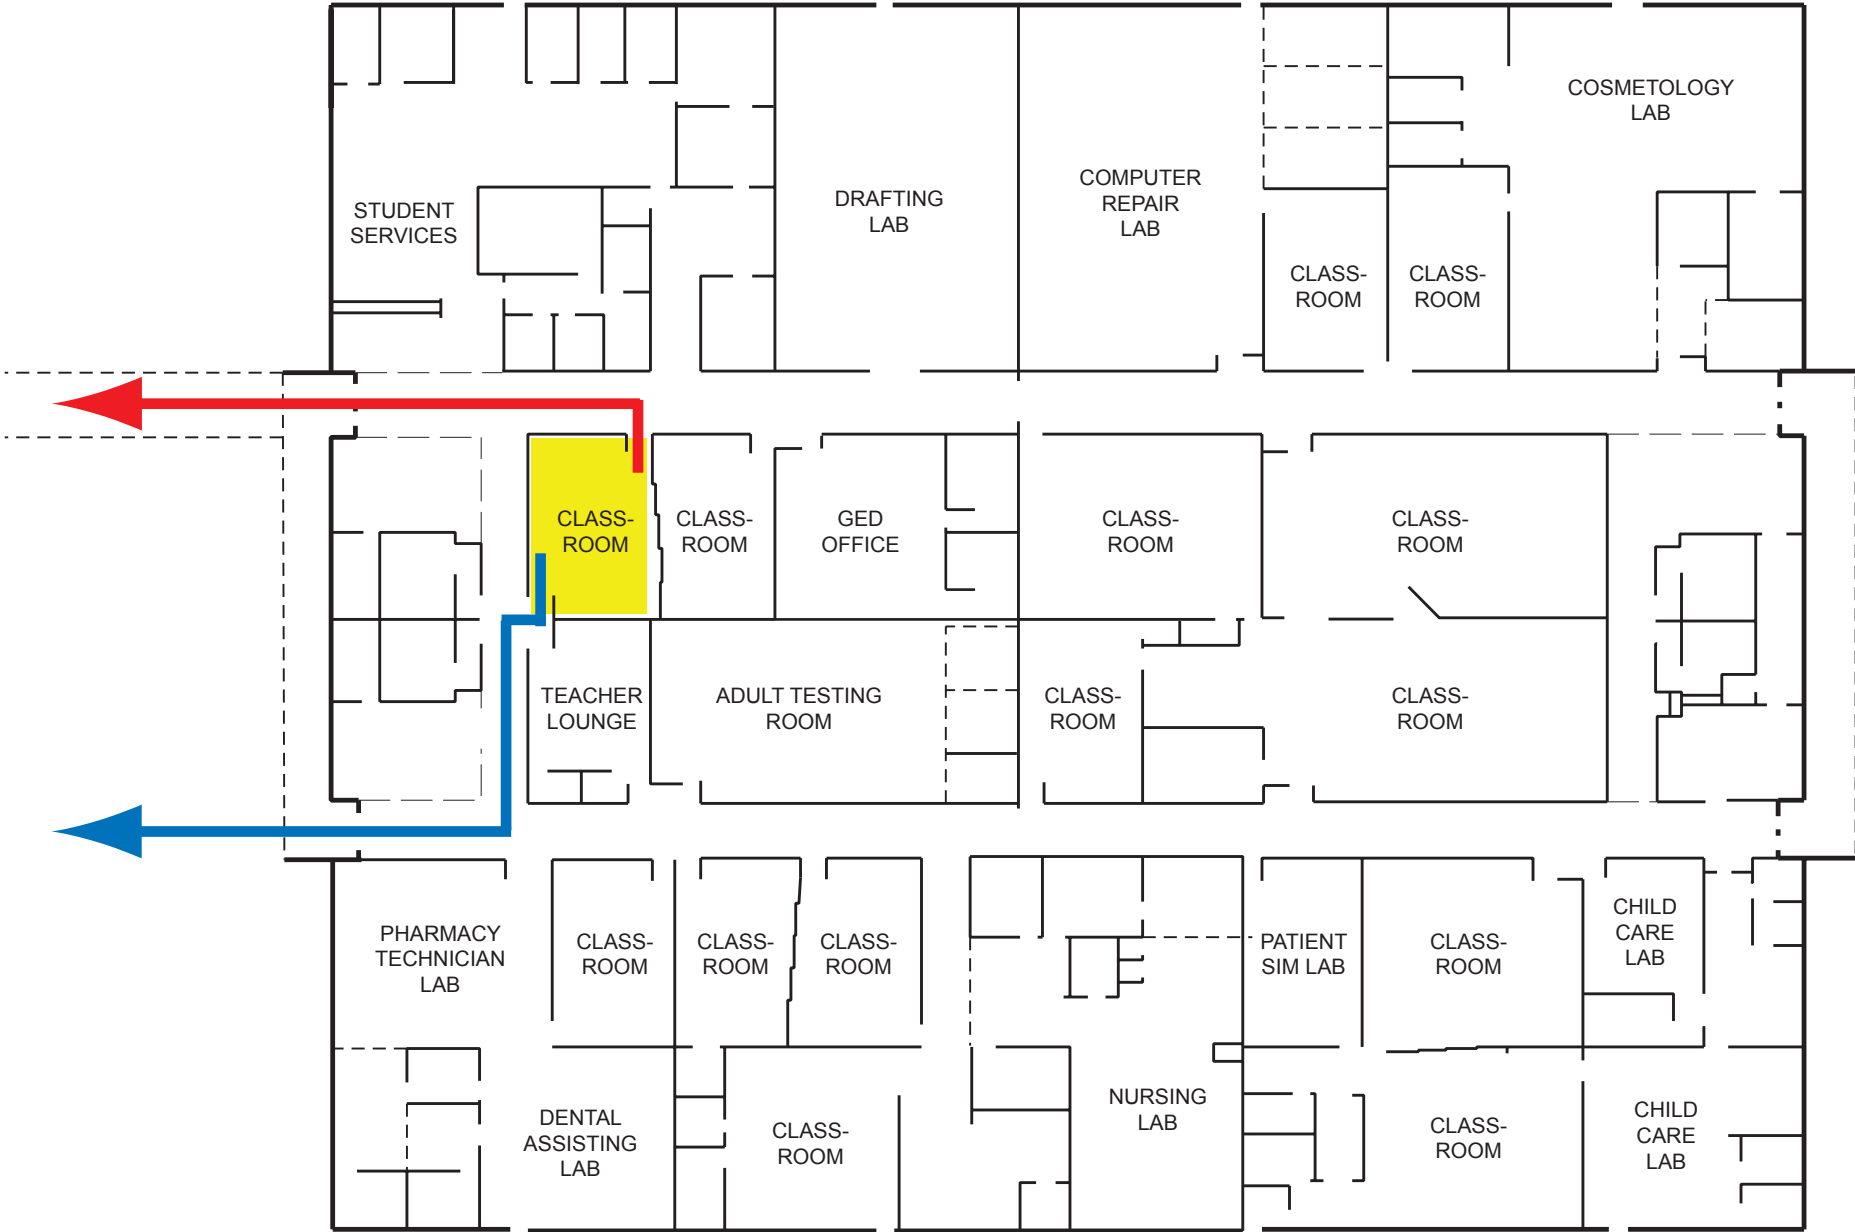 COSMETOLOGY
LAB
COMPUTER
REPAIR
LAB
DRAFTING
LAB
STUDENT
SERVICES
CLASS-
ROOM
CLASS-
ROOM
CLASS-
ROOM
CLASS-
ROOM
GED
OFFICE
CLASS-
ROOM
CLASS-
ROOM
TEACHER
LOUNGE
ADULT TESTING
ROOM
CLASS-
ROOM
CLASS-
ROOM
PHARMACY
TECHNICIAN
LAB
CLASS-
ROOM
CLASS-
ROOM
CLASS-
ROOM
PATIENT
SIM LAB
CLASS-
ROOM
CHILD
CARE
LAB
DENTAL
ASSISTING
LAB
CLASS-
ROOM
NURSING
LAB
CLASS-
ROOM
CHILD
CARE
LAB